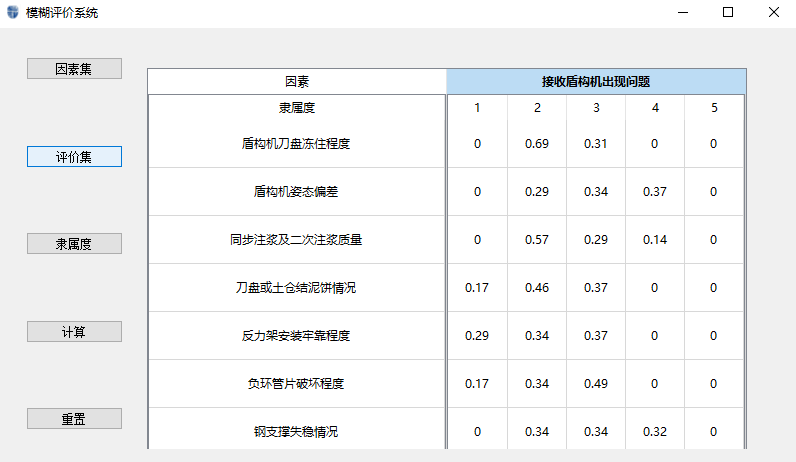 模糊评价系统
因素集
评价集
隶属度
计算
重置
因素 接收盾构机出现问题
隶属度 1 2 3 4 5
盾构机刀盘冻住程度 0 0.69 0.31 0 0
盾构机姿态偏差 0 0.29 0.34 0.37 0
同步注浆及二次注浆质量 0 0.57 0.29 0.14 0
刀盘或土仓结泥饼情况 0.17 0.46 0.37 0 0
反力架安装牢靠程度 0.29 0.34 0.37 0 0
负环管片破坏程度 0.17 0.34 0.49 0 0
钢支撑失稳情况 0 0.34 0.34 0.32 0